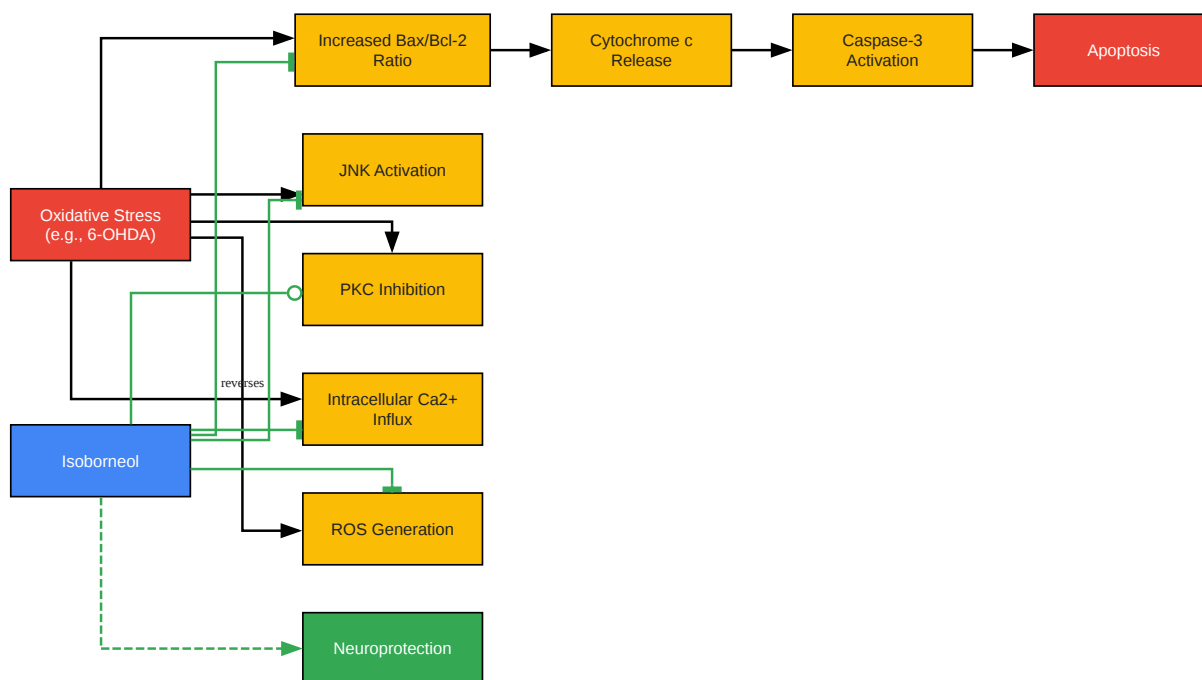 Increased Bax/Bcl-2
Ratio
Cytochrome c
Release
Caspase-3
Activation
Apoptosis
JNK Activation
Oxidative Stress
(e.g., 6-OHDA)
PKC Inhibition
reverses
Intracellular Ca2+
Influx
Isoborneol
ROS Generation
Neuroprotection